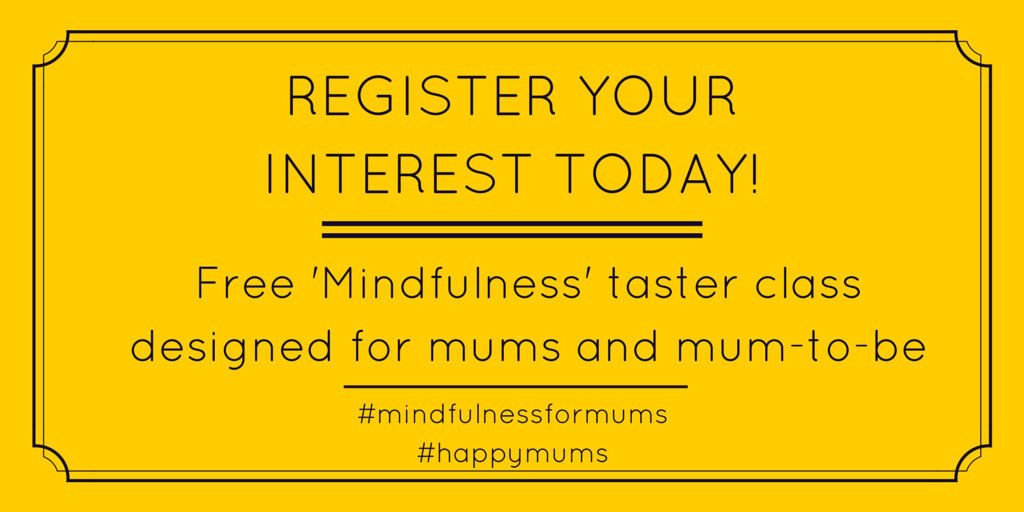 REGISTER YOUR
INTEREST TODAY!
Free 'Mindfulness' taster class
designed for mums and mum-to-be
#mindfulnessformums
#happymums